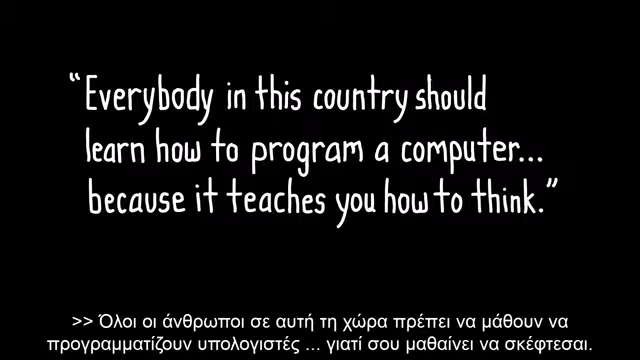 “Everybody in this country should
learn how to program a computer...
because it teaches you how to think.”
>> Όλοι οι άνθρωποι σε αυτή τη χώρα πρέπει να μάθουν να
προγραμματίζουν υπολογιστές ... γιατί σου μαθαίνει να σκέφτεσαι.